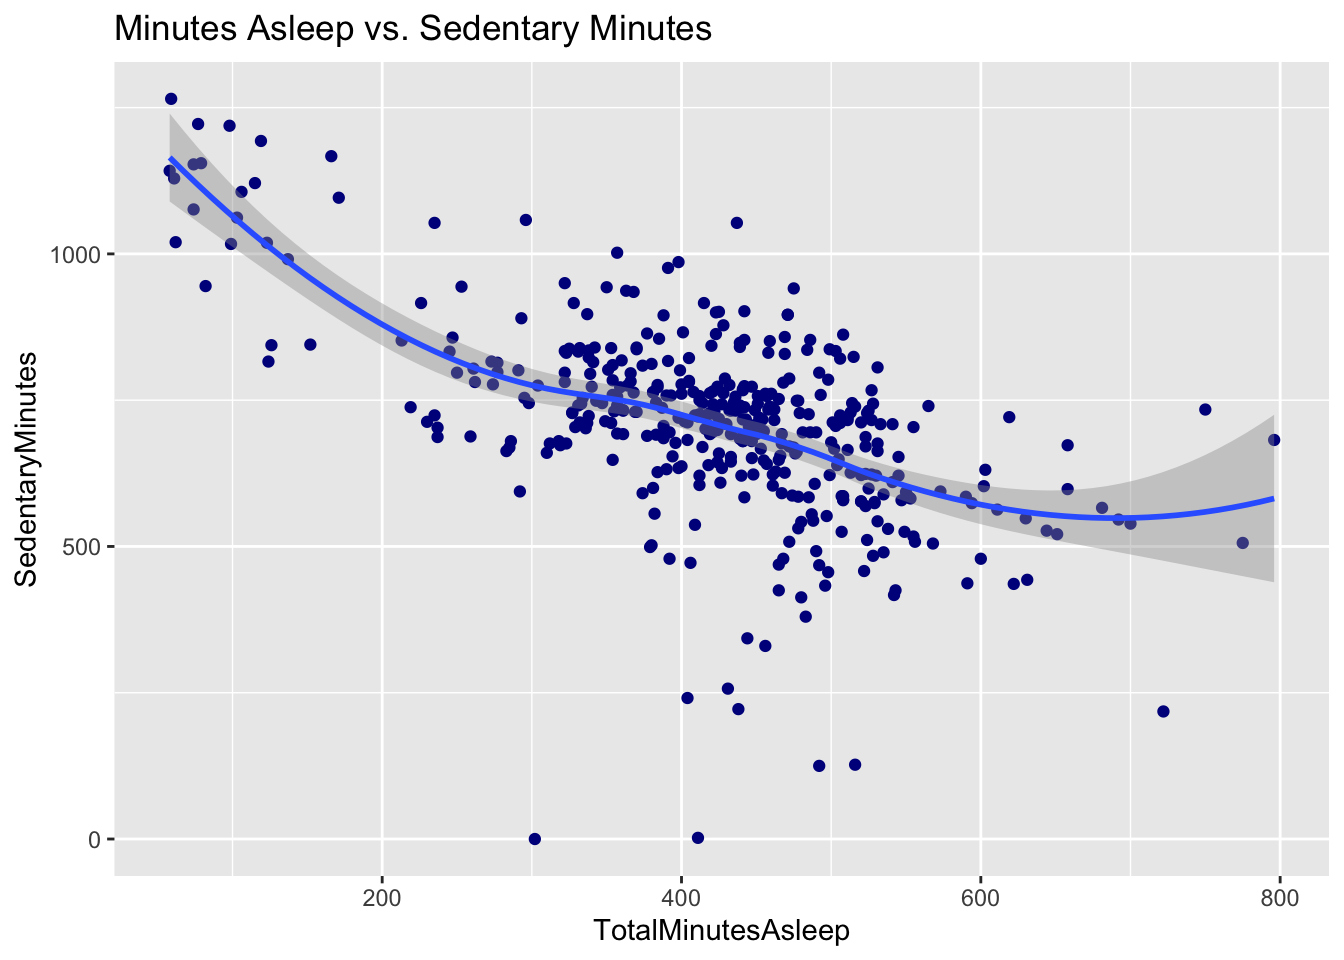 Minutes Asleep vs. Sedentary Minutes
SedentaryMinutes
1000
500
0
200 400 600 800
TotalMinutesAsleep